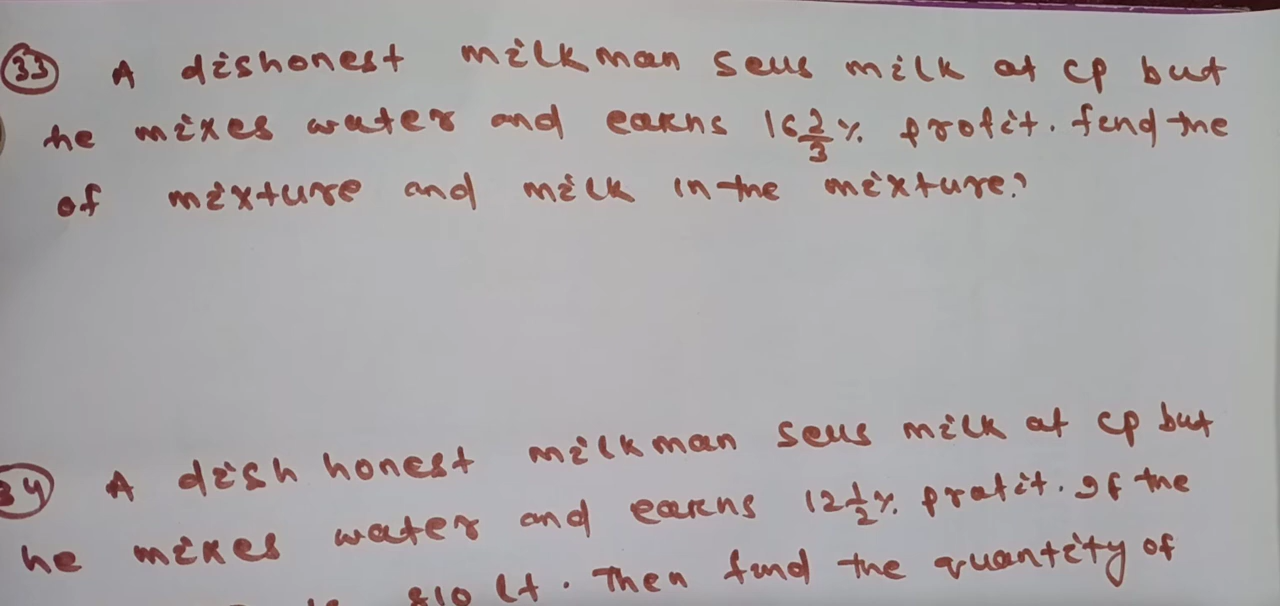 33 A dishonest milkman sells milk at cp but
he mixes water and earns 16 2/3 % profit. find the
of mixture and milk in the mixture?
34 A dish honest milkman sells milk at cp but
he mixes water and earns 12 1/2 % profit. If the
810 lt. Then find the quantity of